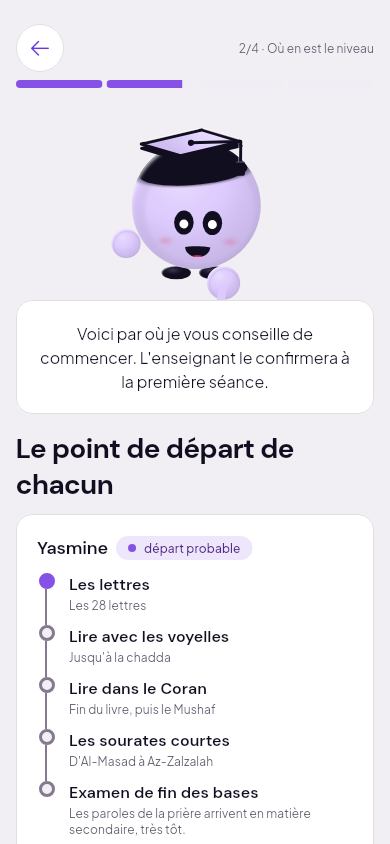 2/4 · Où en est le niveau
Voici par où je vous conseille de
commencer. L'enseignant le confirmera à
la première séance.
Le point de départ de
chacun
Yasmine
départ probable
Les lettres
Les 28 lettres
Lire avec les voyelles
Jusqu'à la chadda
Lire dans le Coran
Fin du livre, puis le Mushaf
Les sourates courtes
D'Al-Masad à Az-Zalzalah
Examen de fin des bases
Les paroles de la prière arrivent en matière
secondaire, très tôt.